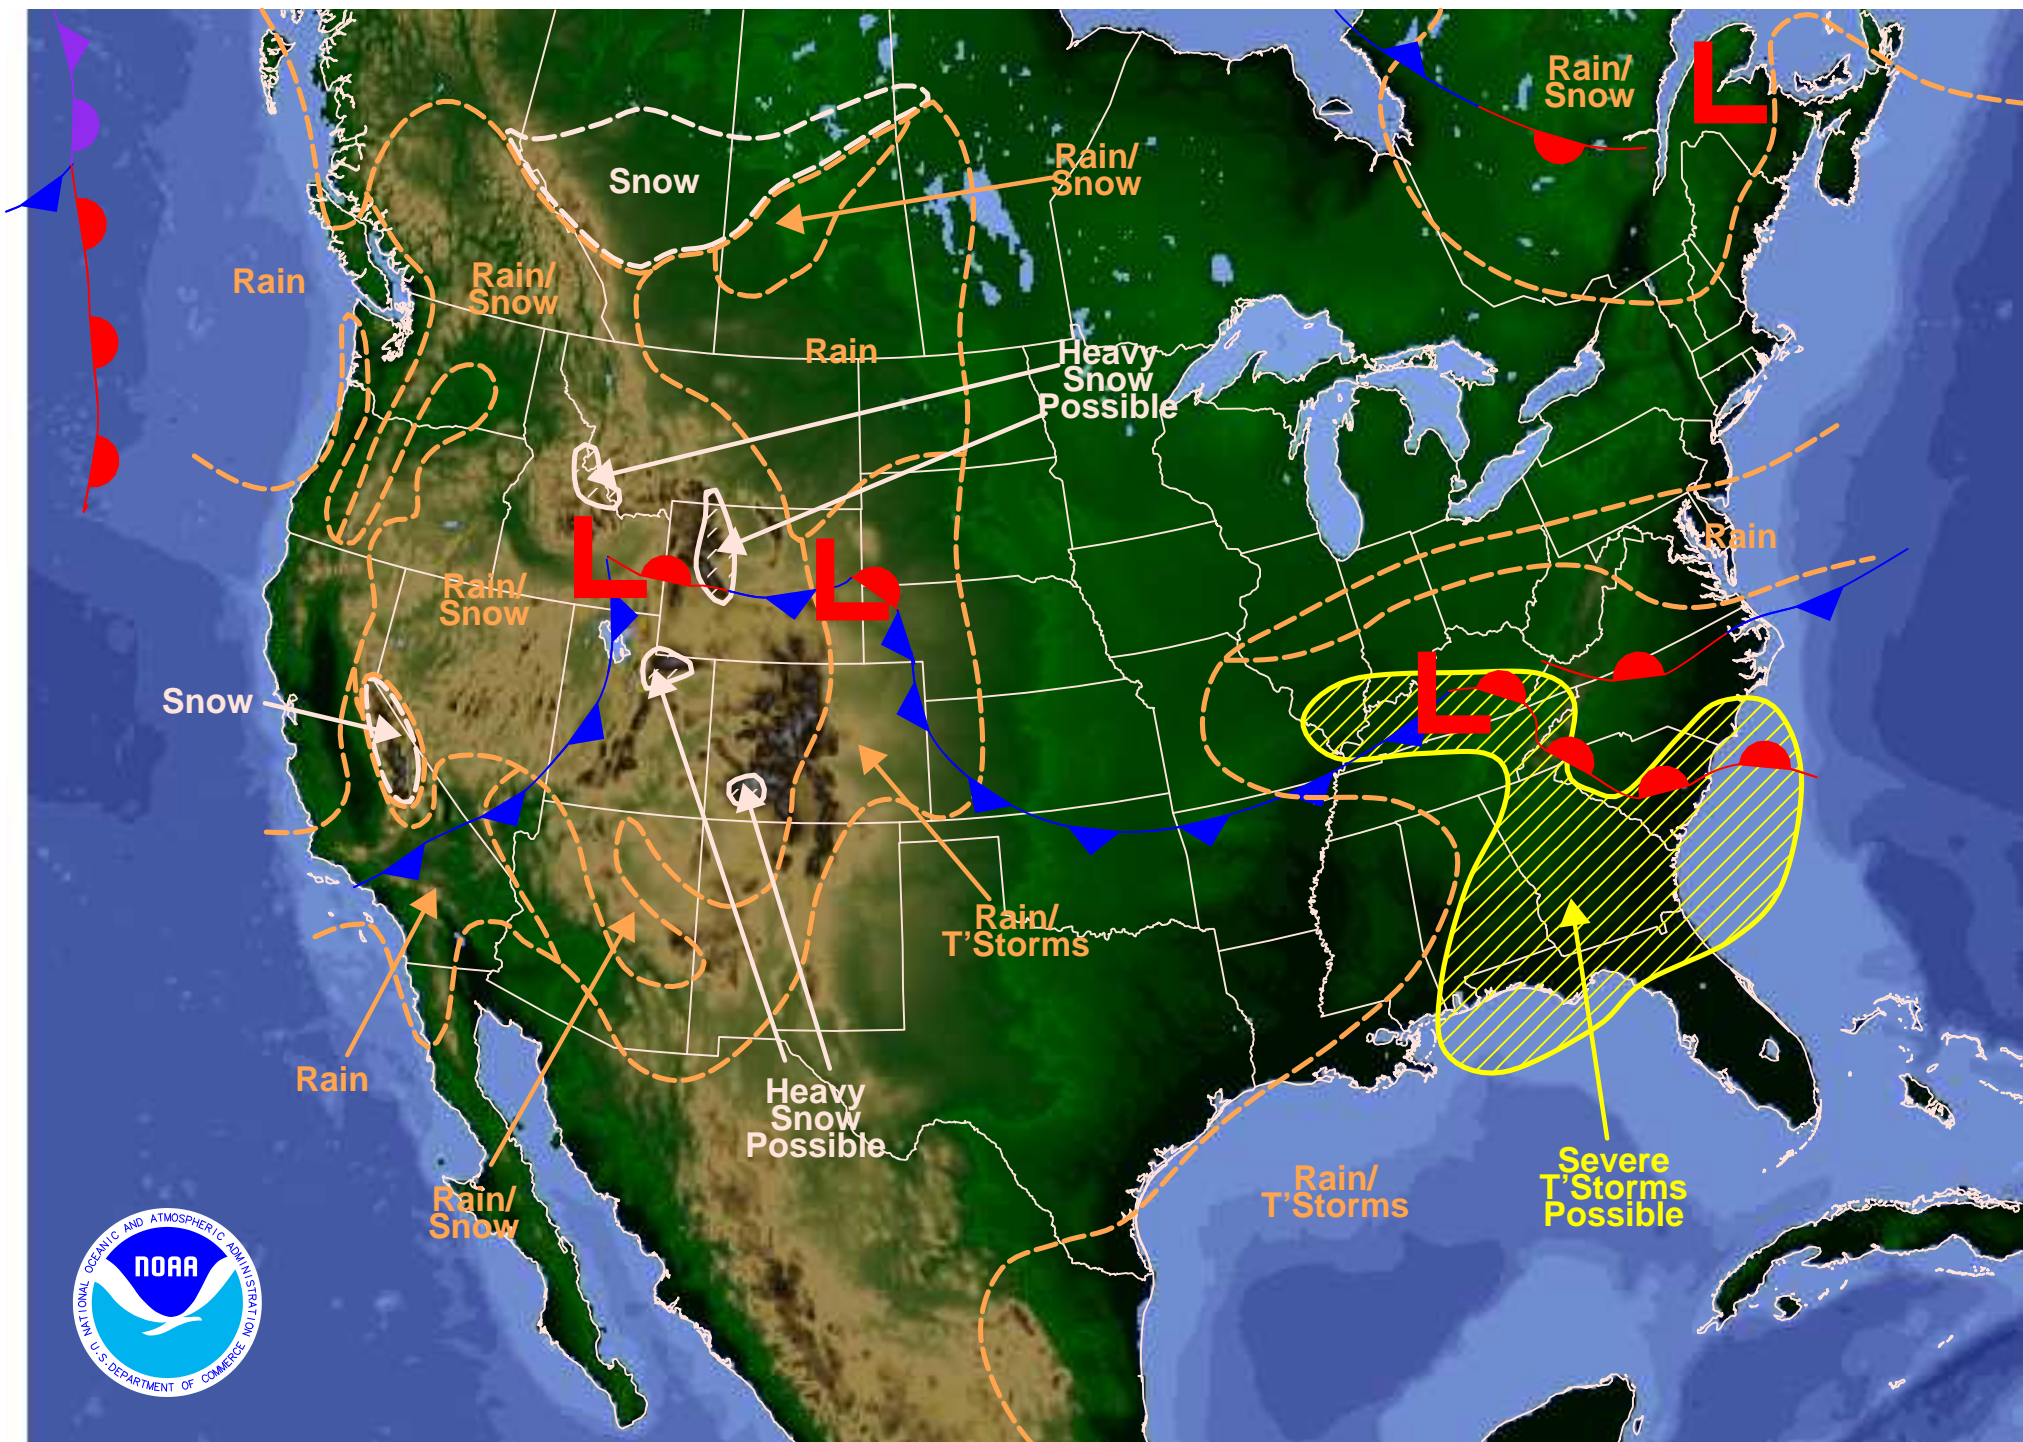 Rain/
Snow
L
Rain/
Snow
Snow
Rain
Rain/
Snow
Rain
Heavy
Snow
Possible
L
L
Rain
Rain/
Snow
L
Snow
Rain/
T'Storms
Rain
Heavy
Snow
Possible
Rain/
Snow
Rain/
T'Storms
Severe
T'Storms
Possible
NATIONAL OCEANIC AND ATMOSPHERIC ADMINISTRATION
NOAA
U.S. DEPARTMENT OF COMMERCE